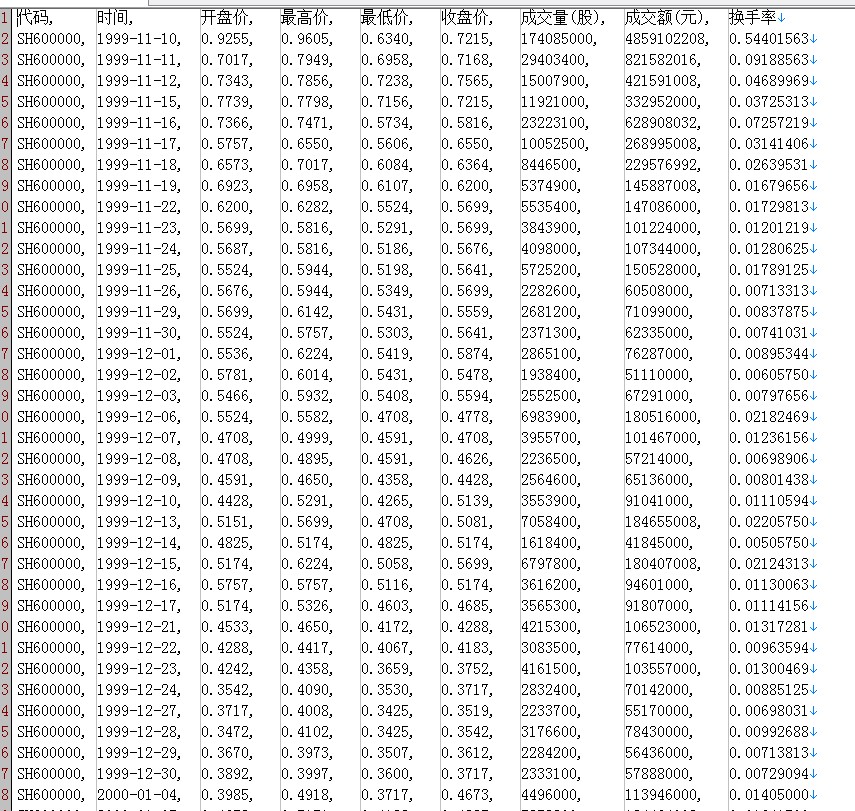 1 代码, 时间, 开盘价, 最高价, 最低价, 收盘价, 成交量(股), 成交额(元), 换手率↓
2 SH600000, 1999-11-10, 0.9255, 0.9605, 0.6340, 0.7215, 174085000, 4859102208, 0.54401563↓
3 SH600000, 1999-11-11, 0.7017, 0.7949, 0.6958, 0.7168, 29403400, 821582016, 0.09188563↓
4 SH600000, 1999-11-12, 0.7343, 0.7856, 0.7238, 0.7565, 15007900, 421591008, 0.04689969↓
5 SH600000, 1999-11-15, 0.7739, 0.7798, 0.7156, 0.7215, 11921000, 332952000, 0.03725313↓
6 SH600000, 1999-11-16, 0.7366, 0.7471, 0.5734, 0.5816, 23223100, 628908032, 0.07257219↓
7 SH600000, 1999-11-17, 0.5757, 0.6550, 0.5606, 0.6550, 10052500, 268995008, 0.03141406↓
8 SH600000, 1999-11-18, 0.6573, 0.7017, 0.6084, 0.6364, 8446500, 229576992, 0.02639531↓
9 SH600000, 1999-11-19, 0.6923, 0.6958, 0.6107, 0.6200, 5374900, 145887008, 0.01679656↓
0 SH600000, 1999-11-22, 0.6200, 0.6282, 0.5524, 0.5699, 5535400, 147086000, 0.01729813↓
1 SH600000, 1999-11-23, 0.5699, 0.5816, 0.5291, 0.5699, 3843900, 101224000, 0.01201219↓
2 SH600000, 1999-11-24, 0.5687, 0.5816, 0.5186, 0.5676, 4098000, 107344000, 0.01280625↓
3 SH600000, 1999-11-25, 0.5524, 0.5944, 0.5198, 0.5641, 5725200, 150528000, 0.01789125↓
4 SH600000, 1999-11-26, 0.5676, 0.5944, 0.5349, 0.5699, 2282600, 60508000, 0.00713313↓
5 SH600000, 1999-11-29, 0.5699, 0.6142, 0.5431, 0.5559, 2681200, 71099000, 0.00837875↓
6 SH600000, 1999-11-30, 0.5524, 0.5757, 0.5303, 0.5641, 2371300, 62335000, 0.00741031↓
7 SH600000, 1999-12-01, 0.5536, 0.6224, 0.5419, 0.5874, 2865100, 76287000, 0.00895344↓
8 SH600000, 1999-12-02, 0.5781, 0.6014, 0.5431, 0.5478, 1938400, 51110000, 0.00605750↓
9 SH600000, 1999-12-03, 0.5466, 0.5932, 0.5408, 0.5594, 2552500, 67291000, 0.00797656↓
0 SH600000, 1999-12-06, 0.5524, 0.5582, 0.4708, 0.4778, 6983900, 180516000, 0.02182469↓
1 SH600000, 1999-12-07, 0.4708, 0.4999, 0.4591, 0.4708, 3955700, 101467000, 0.01236156↓
2 SH600000, 1999-12-08, 0.4708, 0.4895, 0.4591, 0.4626, 2236500, 57214000, 0.00698906↓
3 SH600000, 1999-12-09, 0.4591, 0.4650, 0.4358, 0.4428, 2564600, 65136000, 0.00801438↓
4 SH600000, 1999-12-10, 0.4428, 0.5291, 0.4265, 0.5139, 3553900, 91041000, 0.01110594↓
5 SH600000, 1999-12-13, 0.5151, 0.5699, 0.4708, 0.5081, 7058400, 184655008, 0.02205750↓
6 SH600000, 1999-12-14, 0.4825, 0.5174, 0.4825, 0.5174, 1618400, 41845000, 0.00505750↓
7 SH600000, 1999-12-15, 0.5174, 0.6224, 0.5058, 0.5699, 6797800, 180407008, 0.02124313↓
8 SH600000, 1999-12-16, 0.5757, 0.5757, 0.5116, 0.5174, 3616200, 94601000, 0.01130063↓
9 SH600000, 1999-12-17, 0.5174, 0.5326, 0.4603, 0.4685, 3565300, 91807000, 0.01114156↓
0 SH600000, 1999-12-21, 0.4533, 0.4650, 0.4172, 0.4288, 4215300, 106523000, 0.01317281↓
1 SH600000, 1999-12-22, 0.4288, 0.4417, 0.4067, 0.4183, 3083500, 77614000, 0.00963594↓
2 SH600000, 1999-12-23, 0.4242, 0.4358, 0.3659, 0.3752, 4161500, 103557000, 0.01300469↓
3 SH600000, 1999-12-24, 0.3542, 0.4090, 0.3530, 0.3717, 2832400, 70142000, 0.00885125↓
4 SH600000, 1999-12-27, 0.3717, 0.4008, 0.3425, 0.3519, 2233700, 55170000, 0.00698031↓
5 SH600000, 1999-12-28, 0.3472, 0.4102, 0.3425, 0.3542, 3176600, 78430000, 0.00992688↓
6 SH600000, 1999-12-29, 0.3670, 0.3973, 0.3507, 0.3612, 2284200, 56436000, 0.00713813↓
7 SH600000, 1999-12-30, 0.3892, 0.3997, 0.3600, 0.3717, 2333100, 57888000, 0.00729094↓
8 SH600000, 2000-01-04, 0.3985, 0.4918, 0.3717, 0.4673, 4496000, 113946000, 0.01405000↓